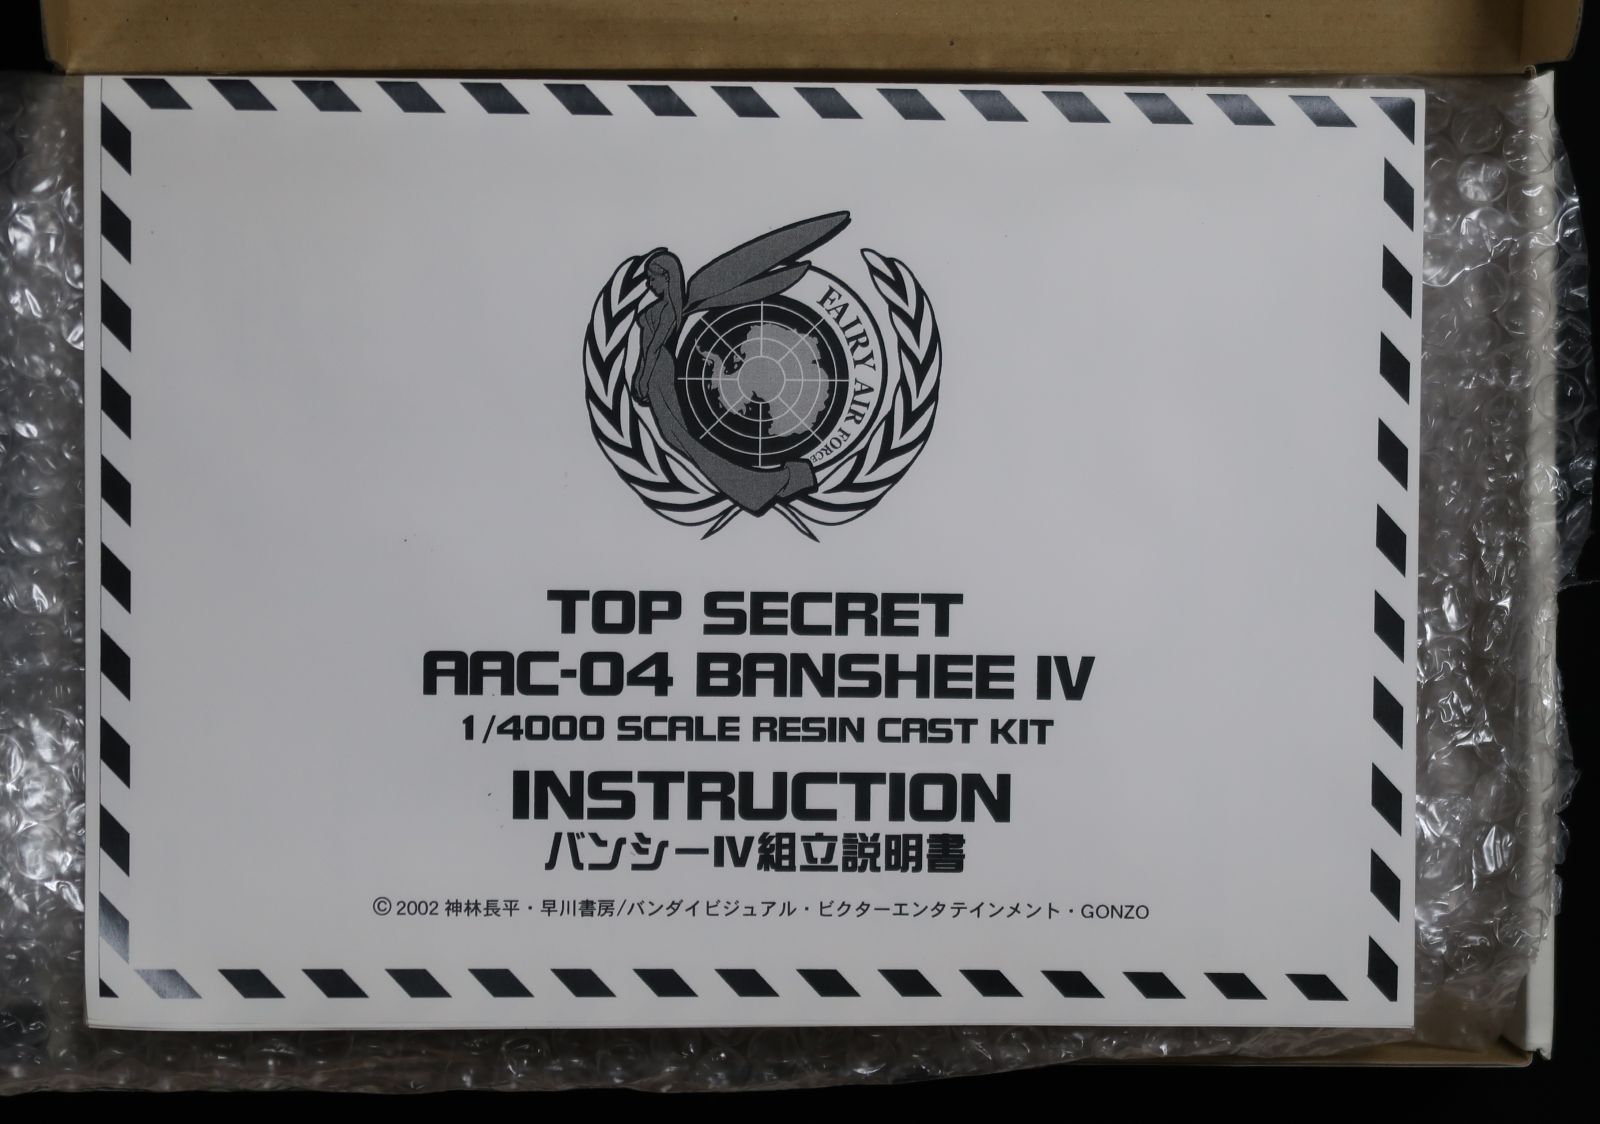 FAIRY AIR FORCE
TOP SECRET
AAC-04 BANSHEE IV
1/4000 SCALE RESIN CAST KIT
INSTRUCTION
バンシーIV組立説明書
©2002 神林長平・早川書房/バンダイビジュアル・ビクターエンタテインメント・GONZO